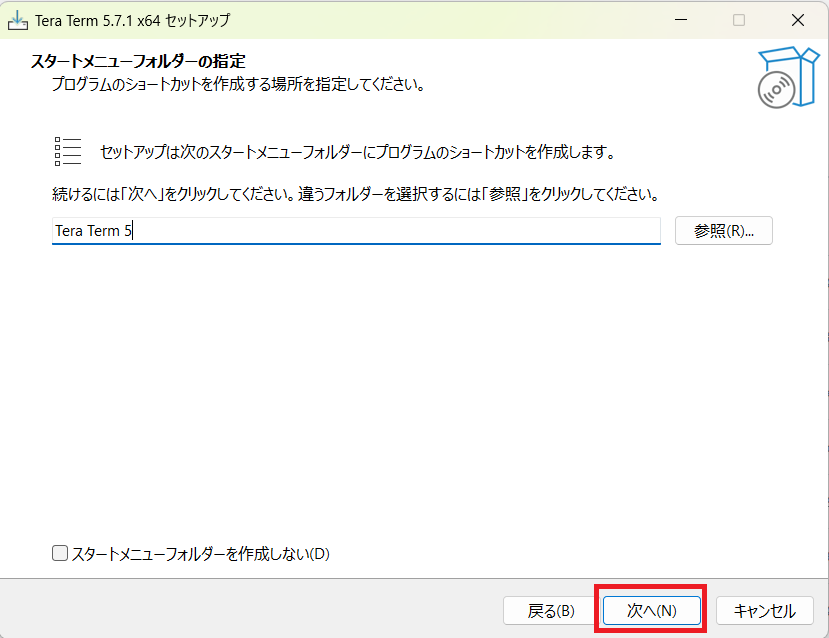 Tera Term 5.7.1 x64 セットアップ
スタートメニューフォルダーの指定
プログラムのショートカットを作成する場所を指定してください。
セットアップは次のスタートメニューフォルダーにプログラムのショートカットを作成します。
続けるには「次へ」をクリックしてください。違うフォルダーを選択するには「参照」をクリックしてください。
Tera Term 5
参照(R)...
スタートメニューフォルダーを作成しない(D)
戻る(B)
次へ(N)
キャンセル